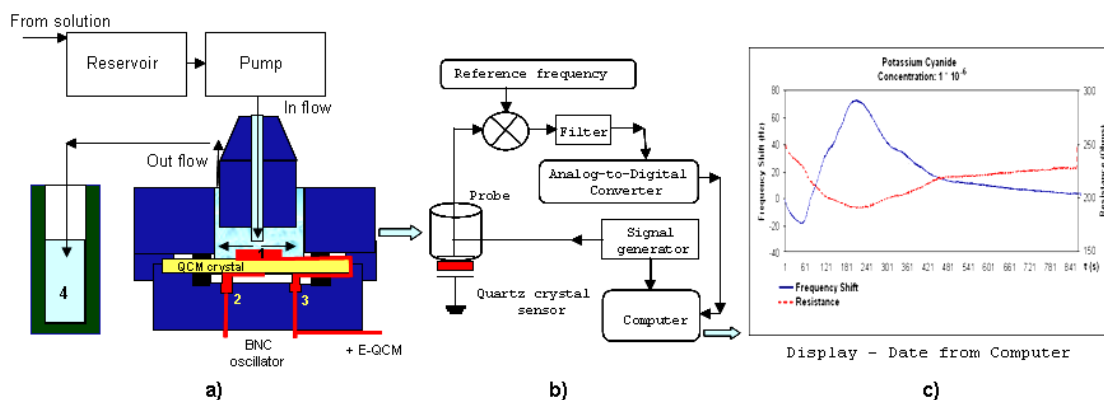 From solution
Reservoir
Pump
In flow
Out flow
1
QCM crystal
2
3
4
BNC
oscillator
+ E-QCM
a)
Reference frequency
Filter
Analog-to-Digital
Converter
Probe
Signal
generator
Quartz crystal
sensor
Computer
b)
Potassium Cyanide
Concentration: 1 * 10⁻⁶
Frequency Shift (Hz)
80
60
40
20
0
-20
-40
300
250
200
150
Resistance (Ohms)
1 61 121 181 241 301 361 421 481 541 601 661 721 781 841 t (s)
Frequency Shift
Resistance
Display - Date from Computer
c)